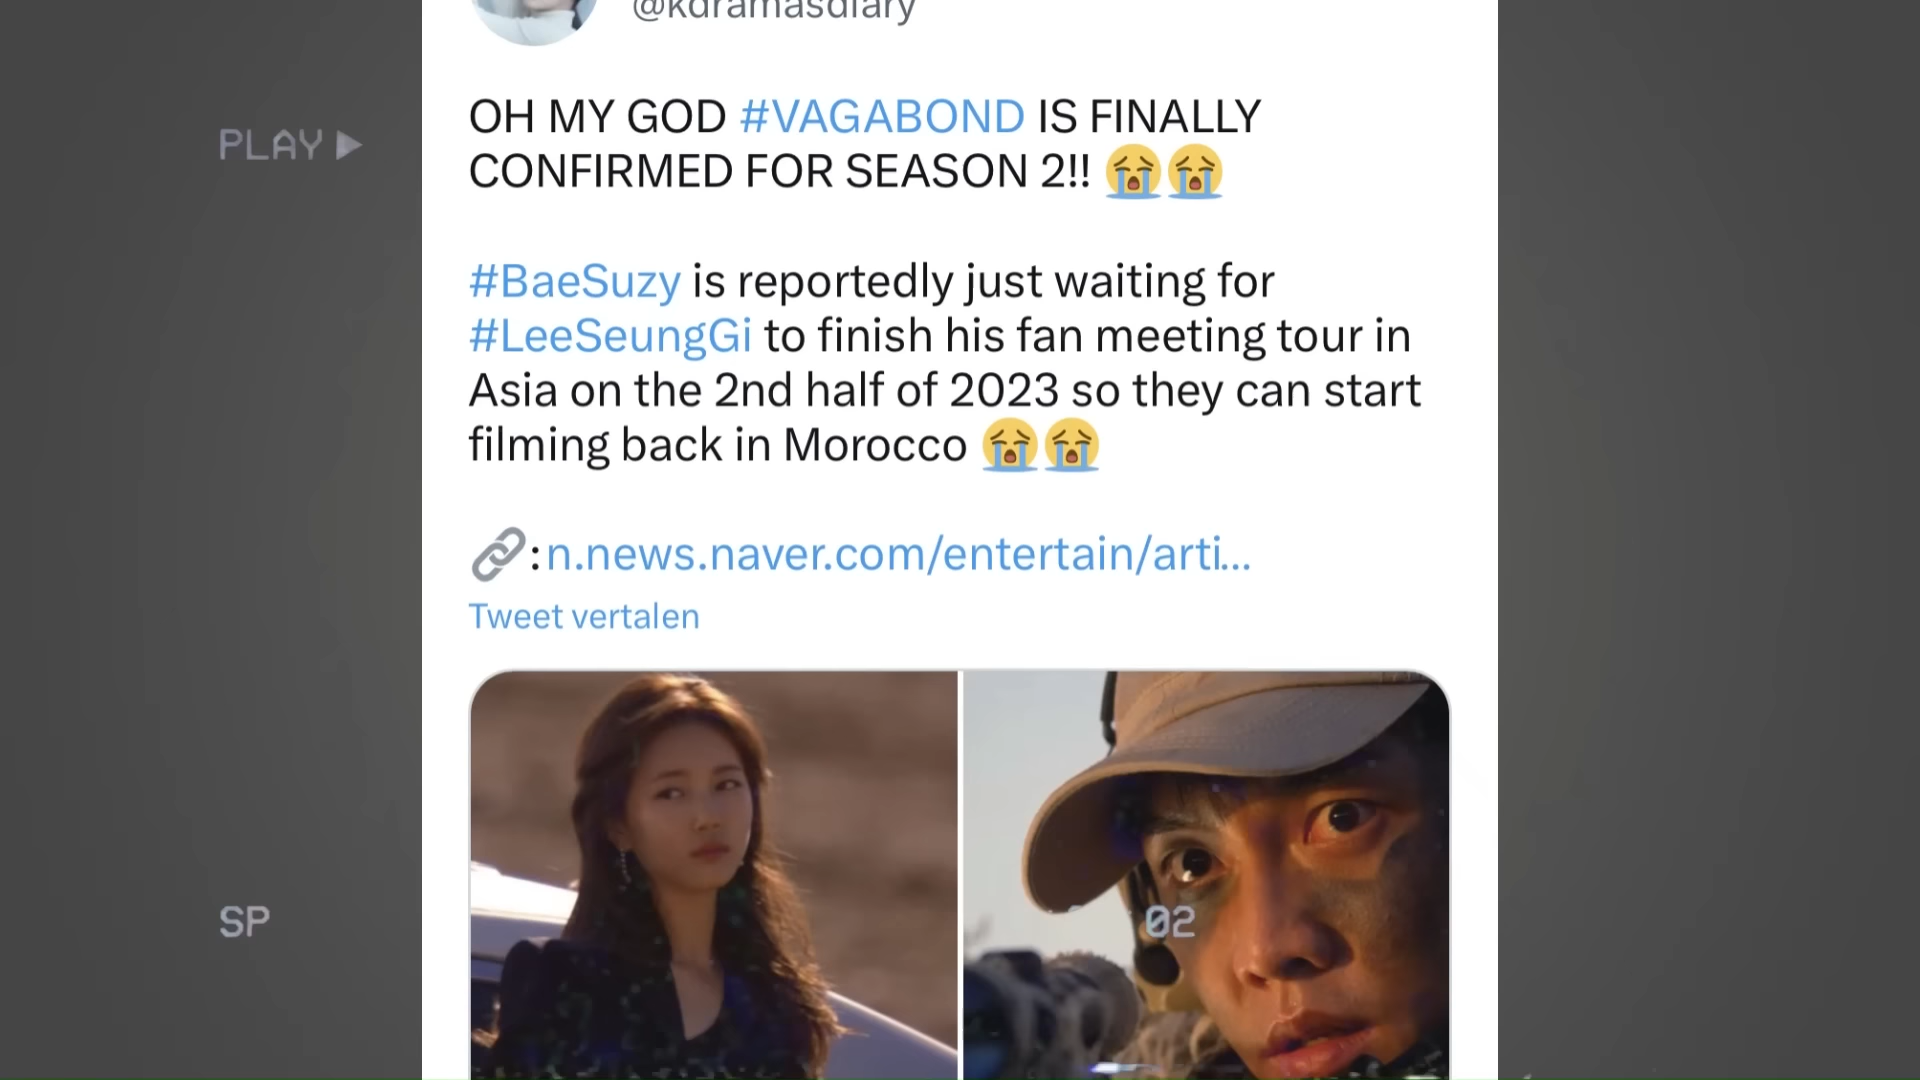 @kdramasdiary
PLAY
OH MY GOD #VAGABOND IS FINALLY
CONFIRMED FOR SEASON 2!! 😭😭
#BaeSuzy is reportedly just waiting for
#LeeSeungGi to finish his fan meeting tour in
Asia on the 2nd half of 2023 so they can start
filming back in Morocco 😭😭
🔗:n.news.naver.com/entertain/arti...
Tweet vertalen
SP
02